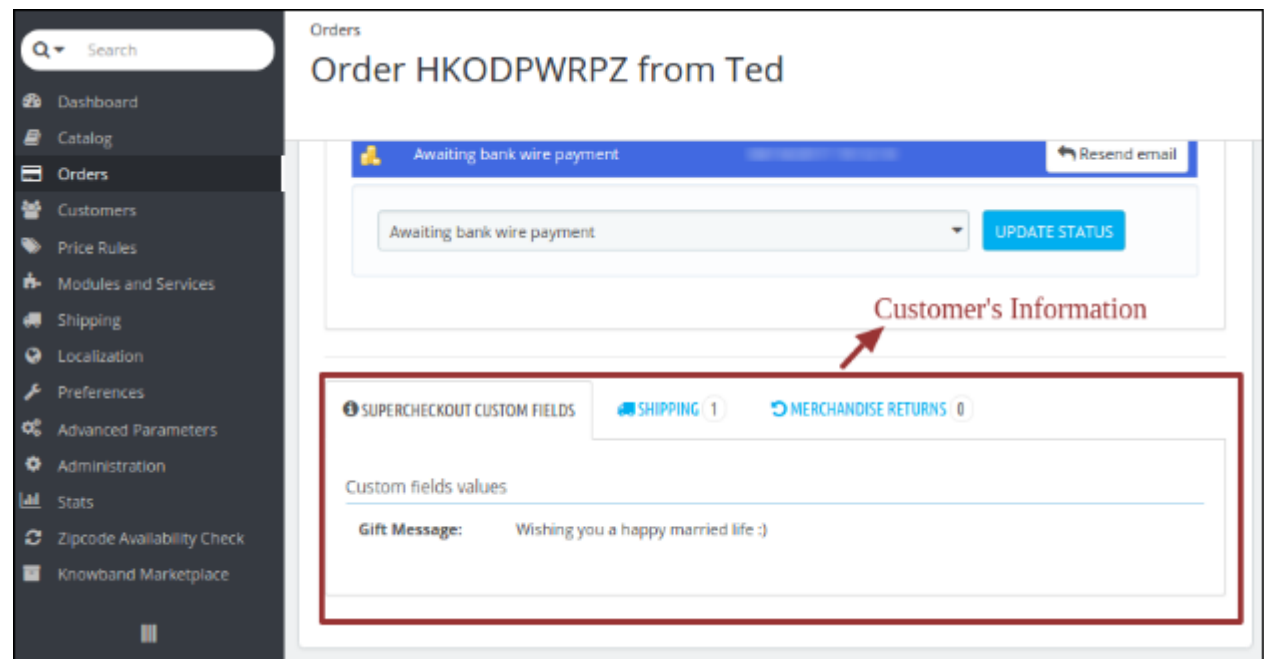 Search
Dashboard
Catalog
Orders
Customers
Price Rules
Modules and Services
Shipping
Localization
Preferences
Advanced Parameters
Administration
Stats
Zipcode Availability Check
Knowband Marketplace
Orders
Order HKODPWRPZ from Ted
Awaiting bank wire payment Resend email
Awaiting bank wire payment UPDATE STATUS
Customer's Information
SUPERCHECKOUT CUSTOM FIELDS SHIPPING 1 MERCHANDISE RETURNS 0
Custom fields values
Gift Message: Wishing you a happy married life :)